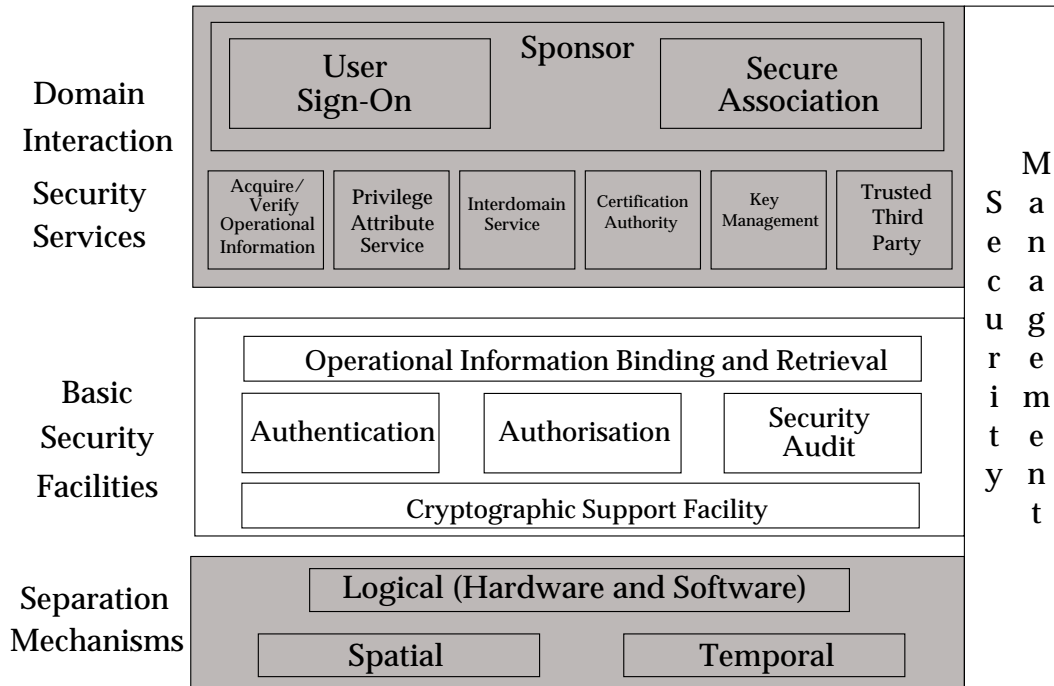 Domain
Interaction
Security
Services
Sponsor
User
Sign-On
Secure
Association
Acquire/
Verify
Operational
Information
Privilege
Attribute
Service
Interdomain
Service
Certification
Authority
Key
Management
Trusted
Third
Party
Basic
Security
Facilities
Operational Information Binding and Retrieval
Authentication
Authorisation
Security
Audit
Cryptographic Support Facility
Separation
Mechanisms
Logical (Hardware and Software)
Spatial
Temporal
Security
Management